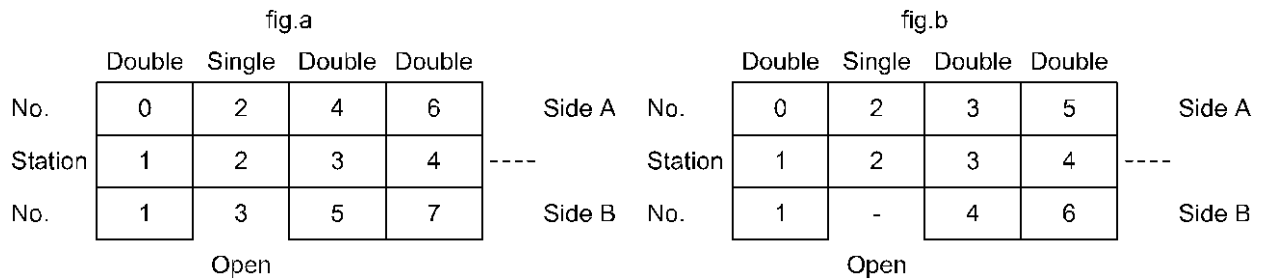 fig.a
Double Single Double Double
No. 0 2 4 6 Side A
Station 1 2 3 4 ----
No. 1 3 5 7 Side B
Open
fig.b
Double Single Double Double
No. 0 2 3 5 Side A
Station 1 2 3 4 ----
No. 1 - 4 6 Side B
Open